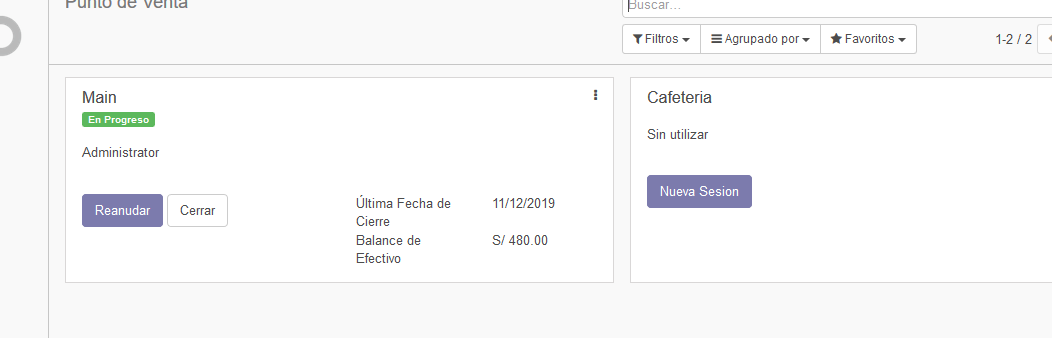 Punto de Venta
Buscar...
Filtros
Agrupado por
Favoritos
1-2 / 2
Main
En Progreso
Administrator
Reanudar
Cerrar
Última Fecha de Cierre
11/12/2019
Balance de Efectivo
S/ 480.00
Cafeteria
Sin utilizar
Nueva Sesion